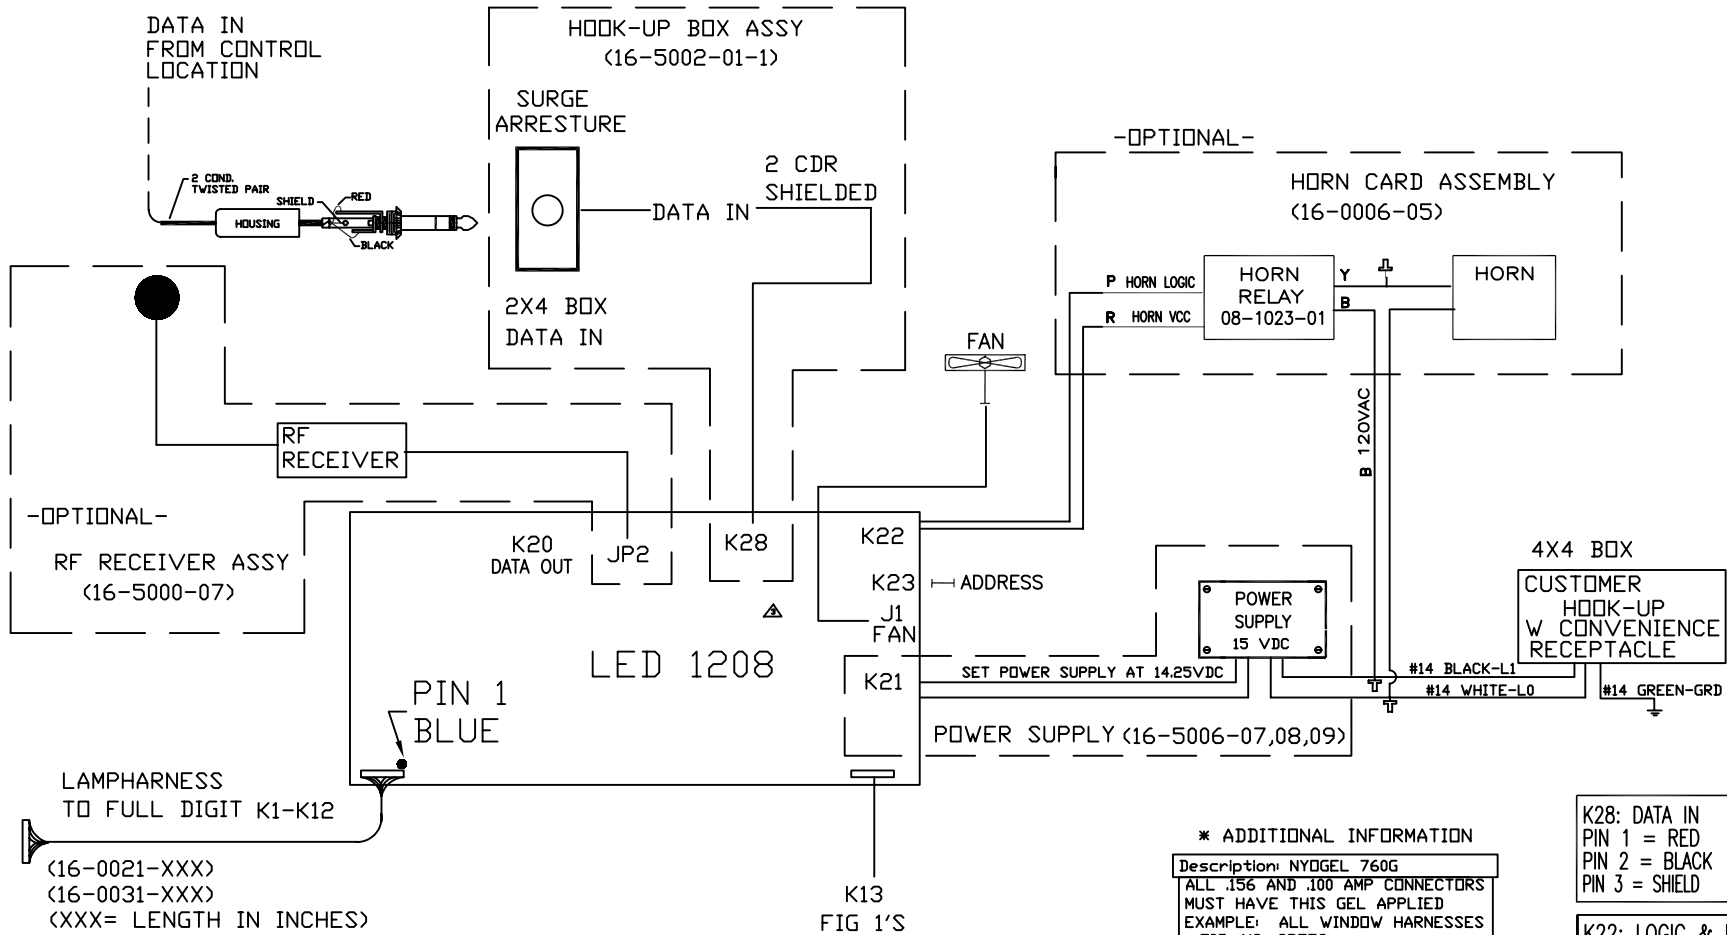 DATA IN
FROM CONTROL
LOCATION
2 COND.
TWISTED PAIR
SHIELD
RED
HOUSING
BLACK
HOOK-UP BOX ASSY
(16-5002-01-1)
SURGE
ARRESTURE
2 CDR
SHIELDED
DATA IN
2X4 BOX
DATA IN
-OPTIONAL-
HORN CARD ASSEMBLY
(16-0006-05)
P HORN LOGIC
R HORN VCC
HORN
RELAY
08-1023-01
Y
B
HORN
FAN
B 120VAC
RF
RECEIVER
-OPTIONAL-
RF RECEIVER ASSY
(16-5000-07)
K20
DATA OUT
JP2
K28
K22
K23
ADDRESS
J1
FAN
3
LED 1208
K21
POWER
SUPPLY
15 VDC
SET POWER SUPPLY AT 14.25VDC
POWER SUPPLY (16-5006-07,08,09)
4X4 BOX
CUSTOMER
HOOK-UP
W CONVENIENCE
RECEPTACLE
#14 BLACK-L1
#14 WHITE-L0
#14 GREEN-GRD
PIN 1
BLUE
LAMPHARNESS
TO FULL DIGIT K1-K12
(16-0021-XXX)
(16-0031-XXX)
(XXX= LENGTH IN INCHES)
K13
FIG 1'S
* ADDITIONAL INFORMATION
Description: NYOGEL 760G
ALL .156 AND .100 AMP CONNECTORS
MUST HAVE THIS GEL APPLIED
EXAMPLE: ALL WINDOW HARNESSES
K28: DATA IN
PIN 1 = RED
PIN 2 = BLACK
PIN 3 = SHIELD
K22: LOGIC &